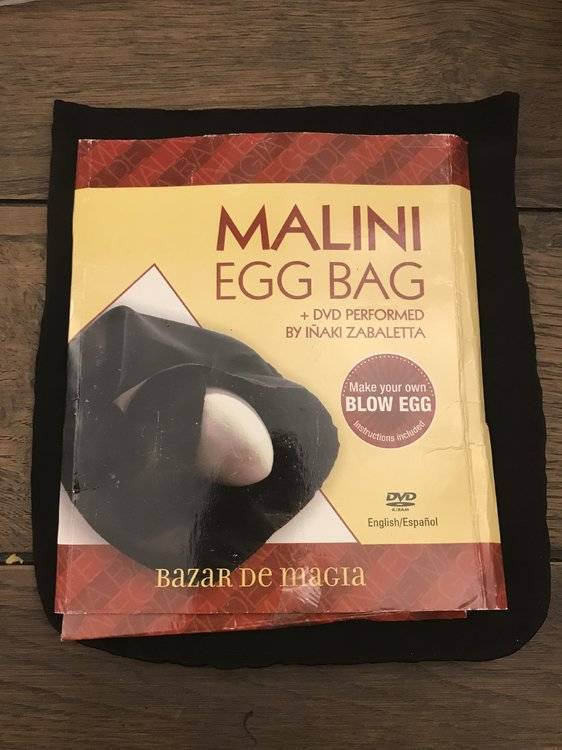 MALINI
EGG BAG
+ DVD PERFORMED
BY IÑAKI ZABALETTA
Make your own
BLOW EGG
Instructions included
DVD
English/Español
BAZAR DE MAGIA